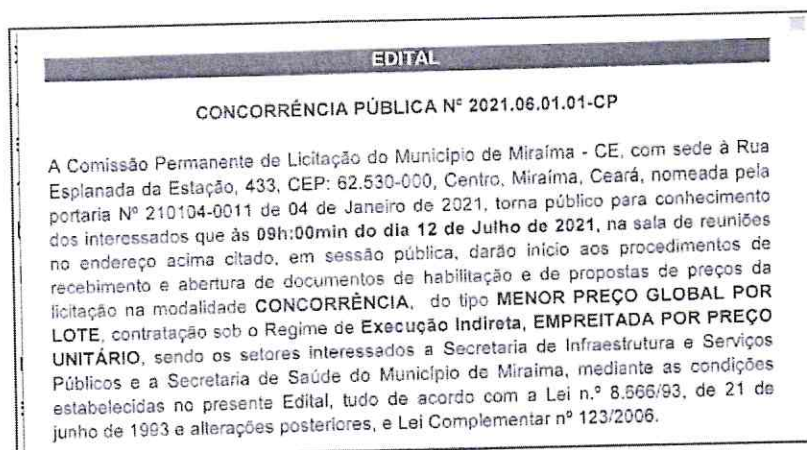 EDITAL
CONCORRÊNCIA PÚBLICA Nº 2021.06.01.01-CP
A Comissão Permanente de Licitação do Município de Miraíma - CE, com sede à Rua
Esplanada da Estação, 433, CEP: 62.530-000, Centro, Miraíma, Ceará, nomeada pela
portaria Nº 210104-0011 de 04 de Janeiro de 2021, torna público para conhecimento
dos interessados que às 09h:00min do dia 12 de Julho de 2021, na sala de reuniões
no endereço acima citado, em sessão pública, darão início aos procedimentos de
recebimento e abertura de documentos de habilitação e de propostas de preços da
licitação na modalidade CONCORRÊNCIA, do tipo MENOR PREÇO GLOBAL POR
LOTE, contratação sob o Regime de Execução Indireta, EMPREITADA POR PREÇO
UNITÁRIO, sendo os setores interessados a Secretaria de Infraestrutura e Serviços
Públicos e a Secretaria de Saúde do Município de Miraima, mediante as condições
estabelecidas no presente Edital, tudo de acordo com a Lei n.º 8.666/93, de 21 de
junho de 1993 e alterações posteriores, e Lei Complementar nº 123/2006.